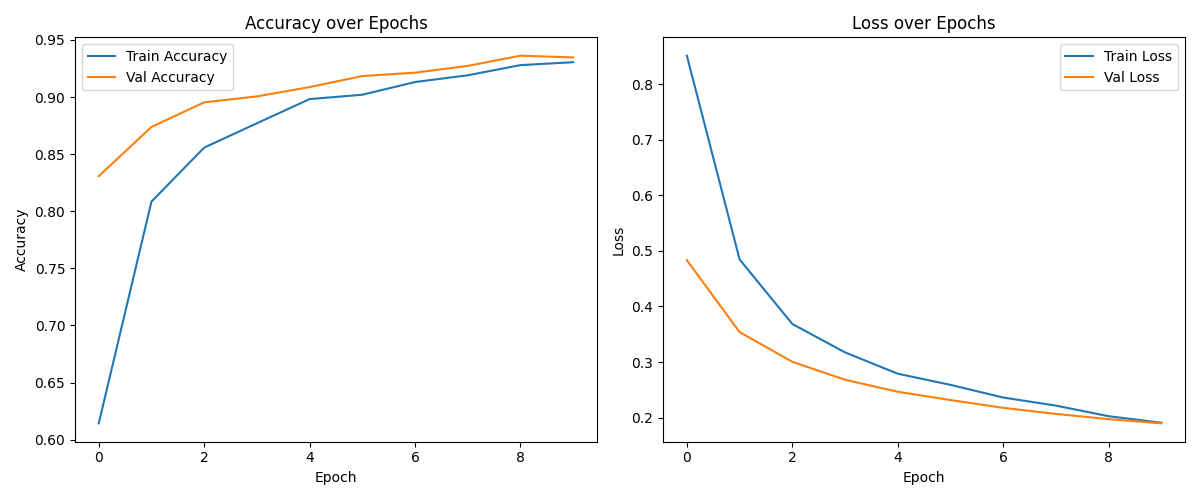 Accuracy over Epochs
Train Accuracy
Val Accuracy
0.95
0.90
0.85
0.80
0.75
0.70
0.65
0.60
Accuracy
0 2 4 6 8
Epoch
Loss over Epochs
Train Loss
Val Loss
0.8
0.7
0.6
0.5
0.4
0.3
0.2
Loss
0 2 4 6 8
Epoch